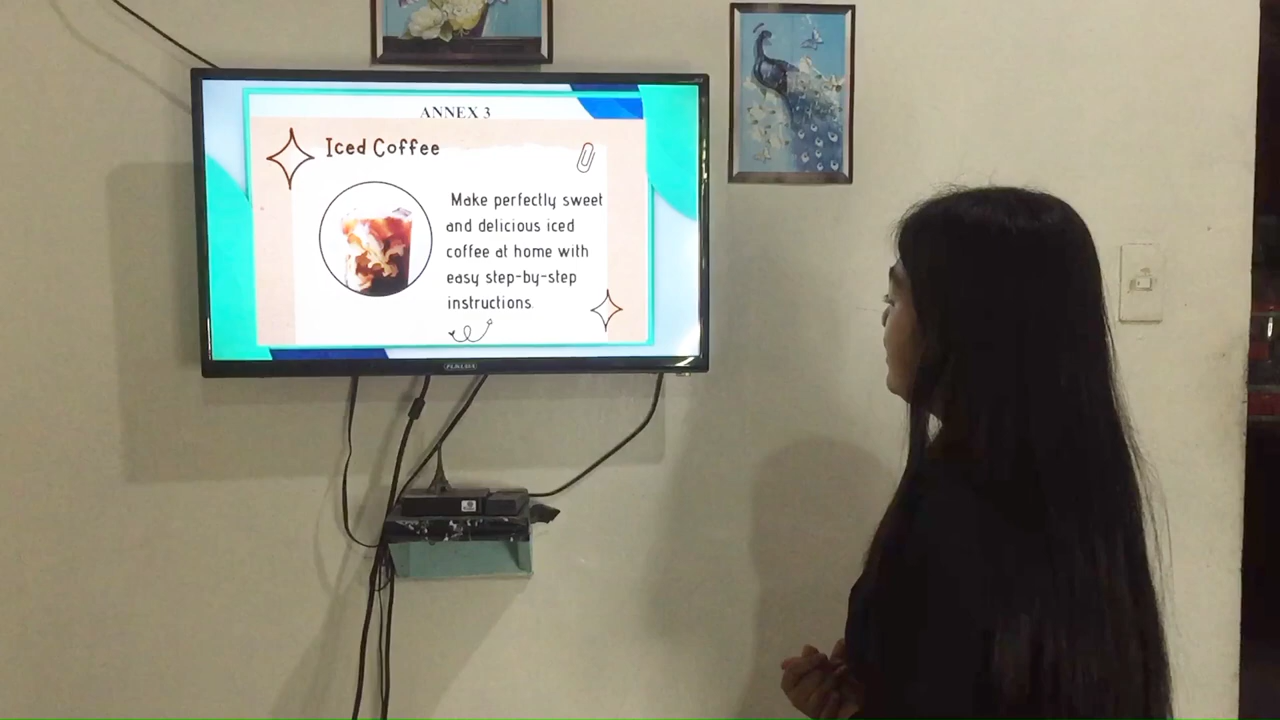 ANNEX 3
Iced Coffee
Make perfectly sweet
and delicious iced
coffee at home with
easy step-by-step
instructions.